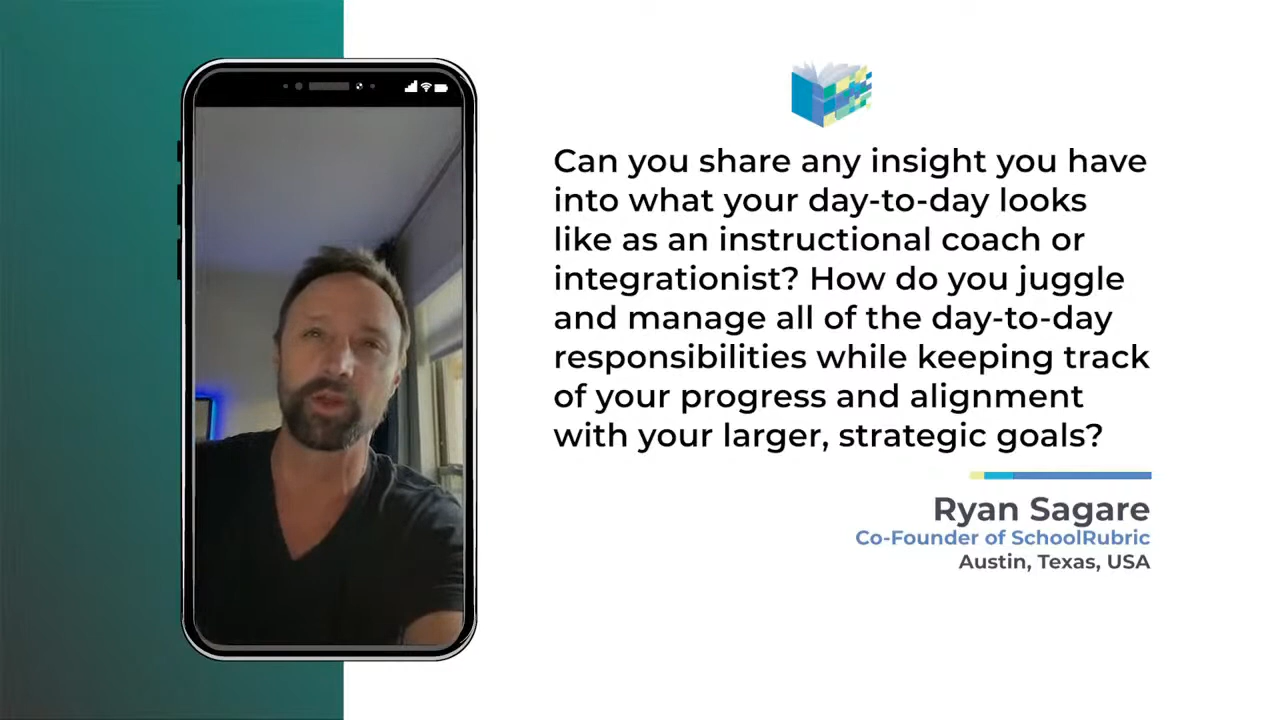 Can you share any insight you have
into what your day-to-day looks
like as an instructional coach or
integrationist? How do you juggle
and manage all of the day-to-day
responsibilities while keeping track
of your progress and alignment
with your larger, strategic goals?
Ryan Sagare
Co-Founder of SchoolRubric
Austin, Texas, USA